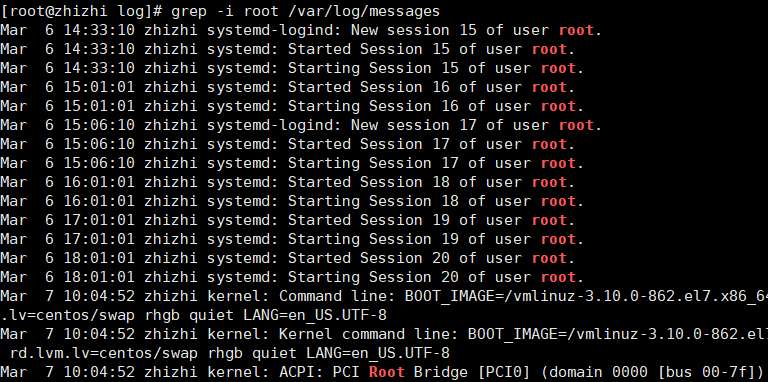 [root@zhizhi log]# grep -i root /var/log/messages
Mar  6 14:33:10 zhizhi systemd-logind: New session 15 of user root.
Mar  6 14:33:10 zhizhi systemd: Started Session 15 of user root.
Mar  6 14:33:10 zhizhi systemd: Starting Session 15 of user root.
Mar  6 15:01:01 zhizhi systemd: Started Session 16 of user root.
Mar  6 15:01:01 zhizhi systemd: Starting Session 16 of user root.
Mar  6 15:06:10 zhizhi systemd-logind: New session 17 of user root.
Mar  6 15:06:10 zhizhi systemd: Started Session 17 of user root.
Mar  6 15:06:10 zhizhi systemd: Starting Session 17 of user root.
Mar  6 16:01:01 zhizhi systemd: Started Session 18 of user root.
Mar  6 16:01:01 zhizhi systemd: Starting Session 18 of user root.
Mar  6 17:01:01 zhizhi systemd: Started Session 19 of user root.
Mar  6 17:01:01 zhizhi systemd: Starting Session 19 of user root.
Mar  6 18:01:01 zhizhi systemd: Started Session 20 of user root.
Mar  6 18:01:01 zhizhi systemd: Starting Session 20 of user root.
Mar  7 10:04:52 zhizhi kernel: Command line: BOOT_IMAGE=/vmlinuz-3.10.0-862.el7.x86_64
.lv=centos/swap rhgb quiet LANG=en_US.UTF-8
Mar  7 10:04:52 zhizhi kernel: Kernel command line: BOOT_IMAGE=/vmlinuz-3.10.0-862.el7
 rd.lvm.lv=centos/swap rhgb quiet LANG=en_US.UTF-8
Mar  7 10:04:52 zhizhi kernel: ACPI: PCI Root Bridge [PCI0] (domain 0000 [bus 00-7f])